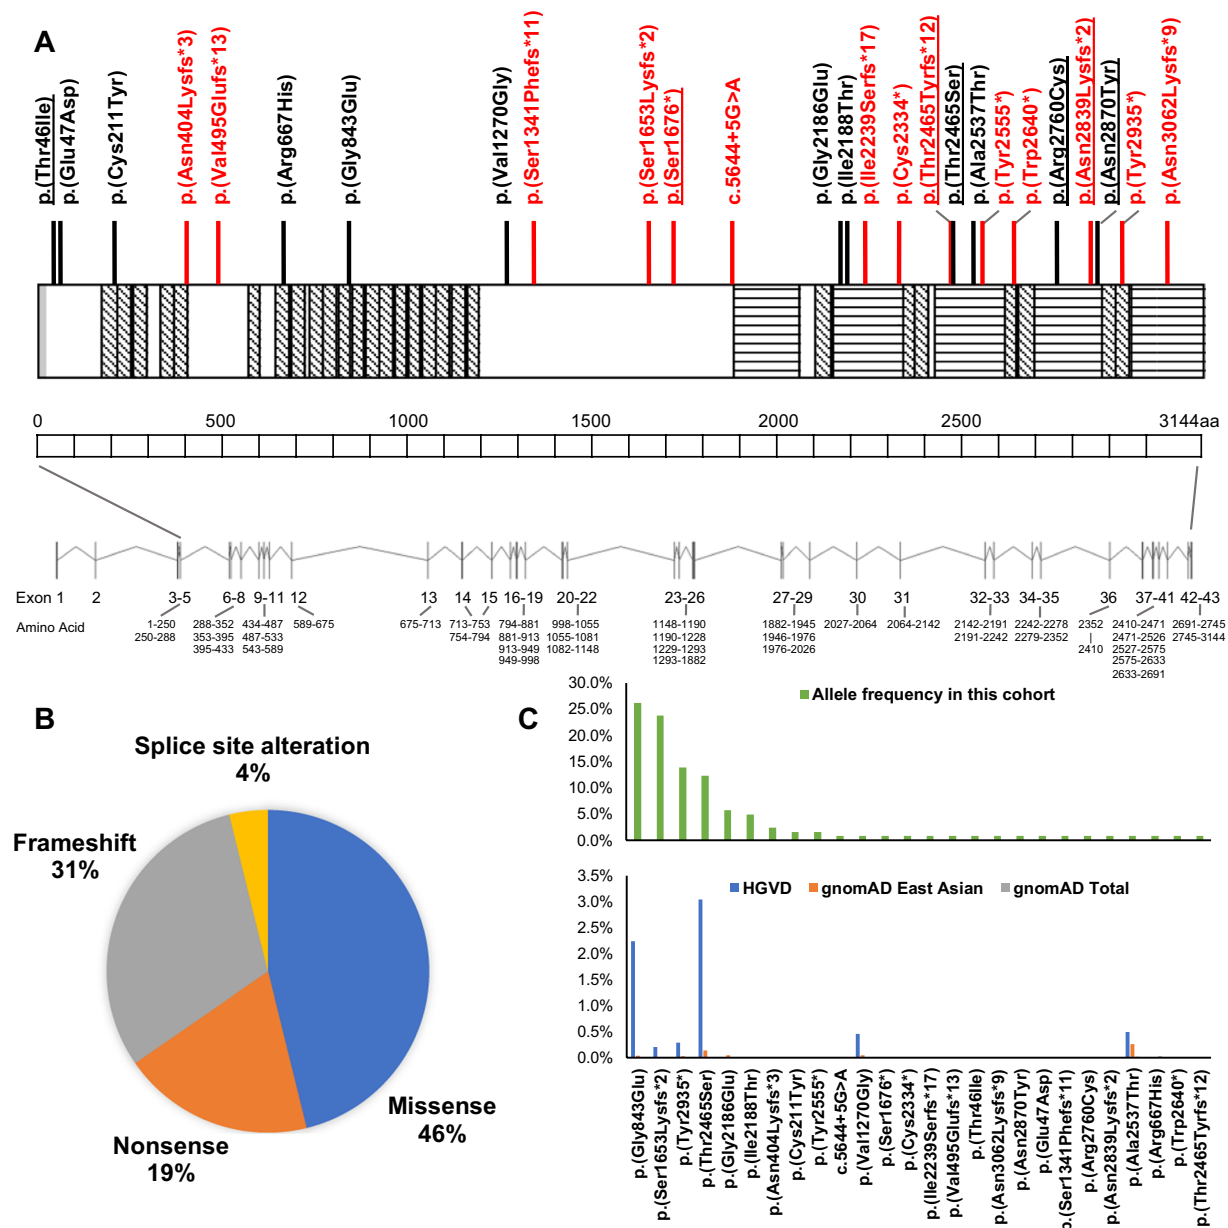 A
p.(Thr46Ile)
p.(Glu47Asp)
p.(Cys211Tyr)
p.(Asn404Lysfs*3)
p.(Val495Glufs*13)
p.(Arg667His)
p.(Gly843Glu)
p.(Val1270Gly)
p.(Ser1341Phefs*11)
p.(Ser1653Lysfs*2)
p.(Ser1676*)
c.5644+5G>A
p.(Gly2186Glu)
p.(Ile2188Thr)
p.(Ile2239Serfs*17)
p.(Cys2334*)
p.(Thr2465Tyrfs*12)
p.(Thr2465Ser)
p.(Ala2537Thr)
p.(Tyr2555*)
p.(Trp2640*)
p.(Arg2760Cys)
p.(Asn2839Lysfs*2)
p.(Asn2870Tyr)
p.(Tyr2935*)
p.(Asn3062Lysfs*9)
0 500 1000 1500 2000 2500 3144aa
Exon 1 2 3-5 6-8 9-11 12 13 14 15 16-19 20-22 23-26 27-29 30 31 32-33 34-35 36 37-41 42-43
Amino Acid 1-250 288-352 434-487 589-675 675-713 713-753 794-881 998-1055 1148-1190 1882-1945 2027-2064 2064-2142 2142-2191 2242-2278 2352 2410-2471 2691-2745
250-288 353-395 487-533 754-794 881-913 1055-1081 1190-1228 1946-1976 2191-2242 2279-2352 | 2471-2526 2745-3144
395-433 543-589 913-949 1082-1148 1229-1293 1976-2026 2410 2527-2575
949-998 1293-1882 2575-2633
2633-2691
B
Splice site alteration
4%
Frameshift
31%
Missense
46%
Nonsense
19%
C
30.0%
25.0%
20.0%
15.0%
10.0%
5.0%
0.0%
Allele frequency in this cohort
3.5%
3.0%
2.5%
2.0%
1.5%
1.0%
0.5%
0.0%
HGVD gnomAD East Asian gnomAD Total
p.(Gly843Glu)
p.(Ser1653Lysfs*2)
p.(Tyr2935*)
p.(Thr2465Ser)
p.(Gly2186Glu)
p.(Ile2188Thr)
p.(Asn404Lysfs*3)
p.(Cys211Tyr)
p.(Tyr2555*)
c.5644+5G>A
p.(Val1270Gly)
p.(Ser1676*)
p.(Cys2334*)
p.(Ile2239Serfs*17)
p.(Val495Glufs*13)
p.(Thr46Ile)
p.(Asn3062Lysfs*9)
p.(Asn2870Tyr)
p.(Glu47Asp)
p.(Ser1341Phefs*11)
p.(Arg2760Cys)
p.(Asn2839Lysfs*2)
p.(Ala2537Thr)
p.(Arg667His)
p.(Trp2640*)
p.(Thr2465Tyrfs*12)